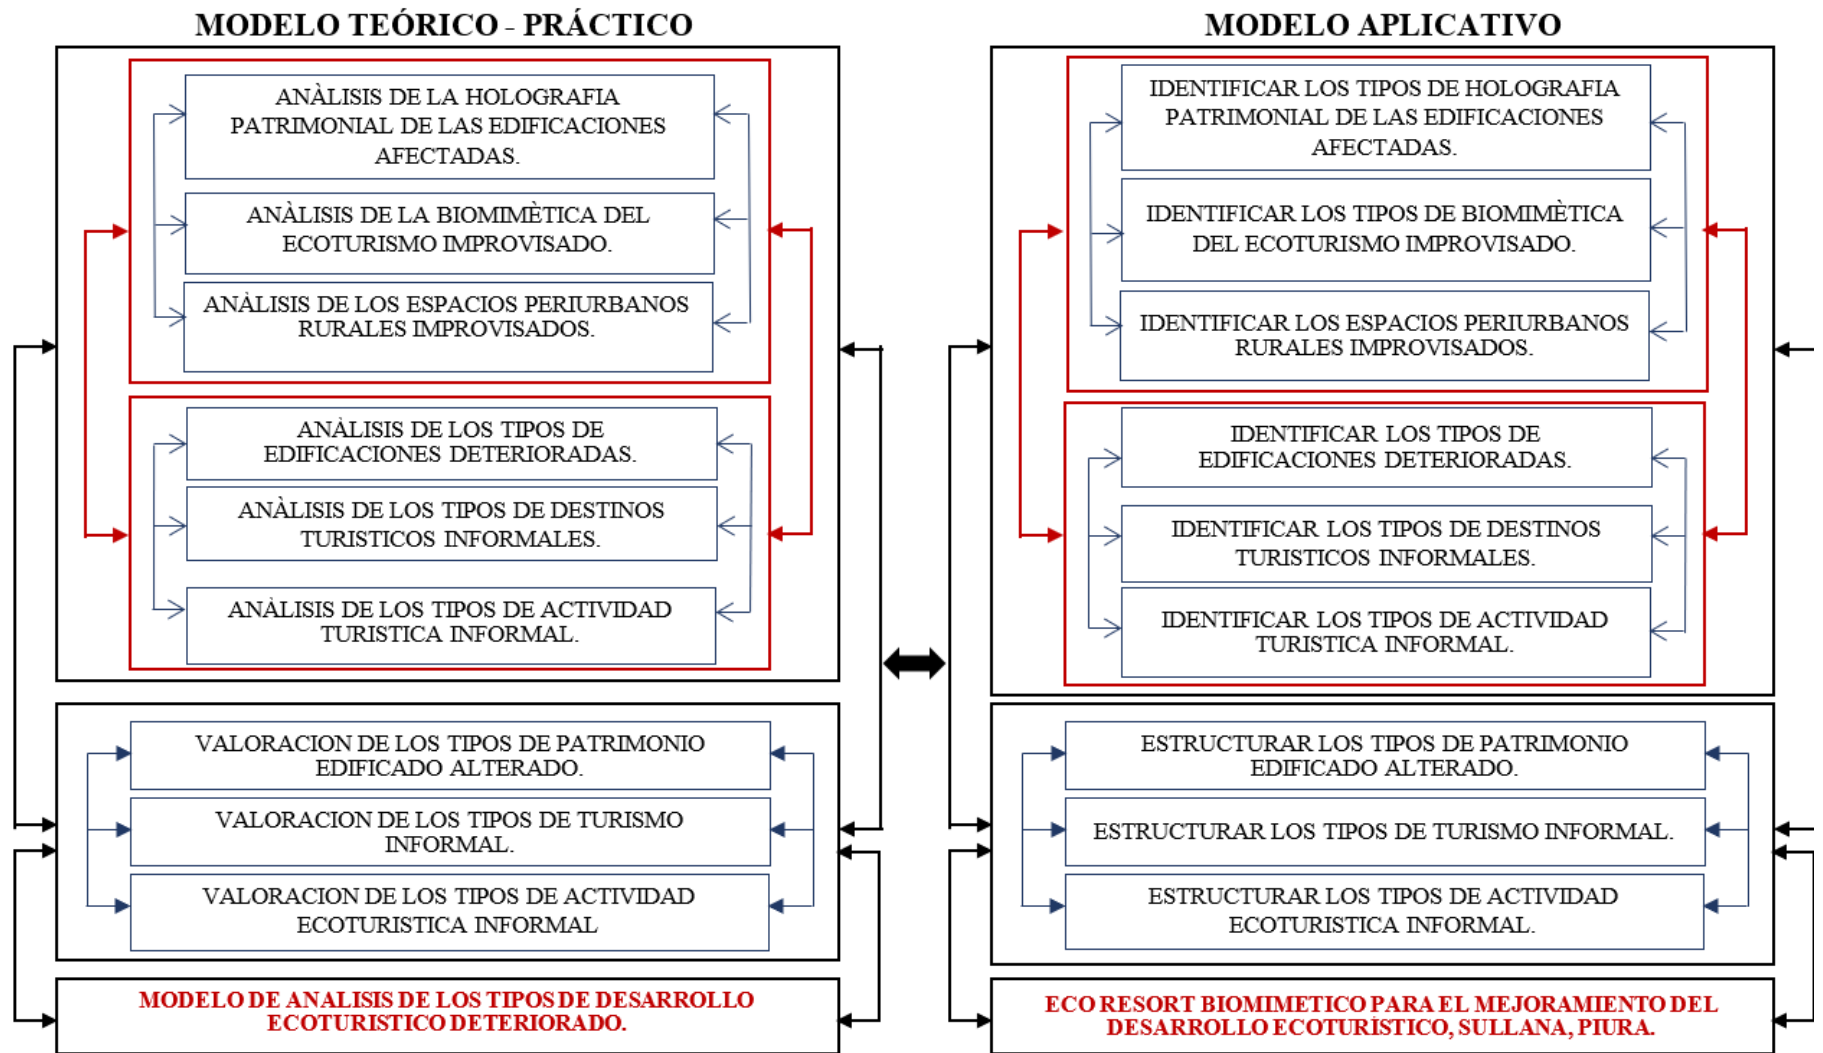 MODELO TEÓRICO - PRÁCTICO
ANÀLISIS DE LA HOLOGRAFIA
PATRIMONIAL DE LAS EDIFICACIONES
AFECTADAS.
ANÀLISIS DE LA BIOMIMÈTICA DEL
ECOTURISMO IMPROVISADO.
ANÀLISIS DE LOS ESPACIOS PERIURBANOS
RURALES IMPROVISADOS.
ANÀLISIS DE LOS TIPOS DE
EDIFICACIONES DETERIORADAS.
ANÀLISIS DE LOS TIPOS DE DESTINOS
TURISTICOS INFORMALES.
ANÀLISIS DE LOS TIPOS DE ACTIVIDAD
TURISTICA INFORMAL.
VALORACION DE LOS TIPOS DE PATRIMONIO
EDIFICADO ALTERADO.
VALORACION DE LOS TIPOS DE TURISMO
INFORMAL.
VALORACION DE LOS TIPOS DE ACTIVIDAD
ECOTURISTICA INFORMAL
MODELO DE ANALISIS DE LOS TIPOS DE DESARROLLO
ECOTURISTICO DETERIORADO.
MODELO APLICATIVO
IDENTIFICAR LOS TIPOS DE HOLOGRAFIA
PATRIMONIAL DE LAS EDIFICACIONES
AFECTADAS.
IDENTIFICAR LOS TIPOS DE BIOMIMÈTICA
DEL ECOTURISMO IMPROVISADO.
IDENTIFICAR LOS ESPACIOS PERIURBANOS
RURALES IMPROVISADOS.
IDENTIFICAR LOS TIPOS DE
EDIFICACIONES DETERIORADAS.
IDENTIFICAR LOS TIPOS DE DESTINOS
TURISTICOS INFORMALES.
IDENTIFICAR LOS TIPOS DE ACTIVIDAD
TURISTICA INFORMAL.
ESTRUCTURAR LOS TIPOS DE PATRIMONIO
EDIFICADO ALTERADO.
ESTRUCTURAR LOS TIPOS DE TURISMO INFORMAL.
ESTRUCTURAR LOS TIPOS DE ACTIVIDAD
ECOTURISTICA INFORMAL.
ECO RESORT BIOMIMETICO PARA EL MEJORAMIENTO DEL
DESARROLLO ECOTURÍSTICO, SULLANA, PIURA.